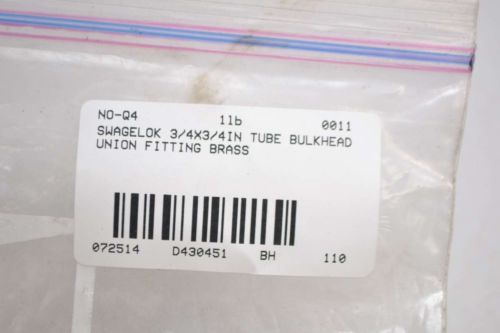 NO-Q4 1lb 0011
SWAGELOK 3/4X3/4IN TUBE BULKHEAD
UNION FITTING BRASS
072514 D430451 BH 110